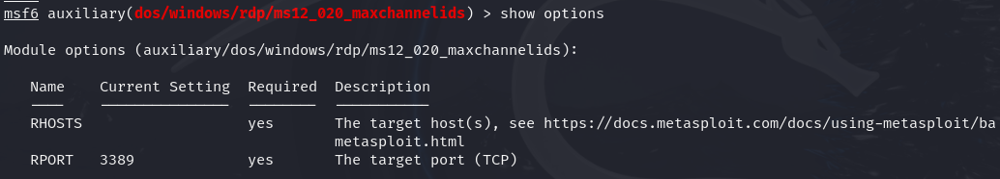 msf6 auxiliary(dos/windows/rdp/ms12_020_maxchannelids) > show options
Module options (auxiliary/dos/windows/rdp/ms12_020_maxchannelids):
Name Current Setting Required Description
---- --------------- -------- -----------
RHOSTS yes The target host(s), see https://docs.metasploit.com/docs/using-metasploit/ba
metasploit.html
RPORT 3389 yes The target port (TCP)